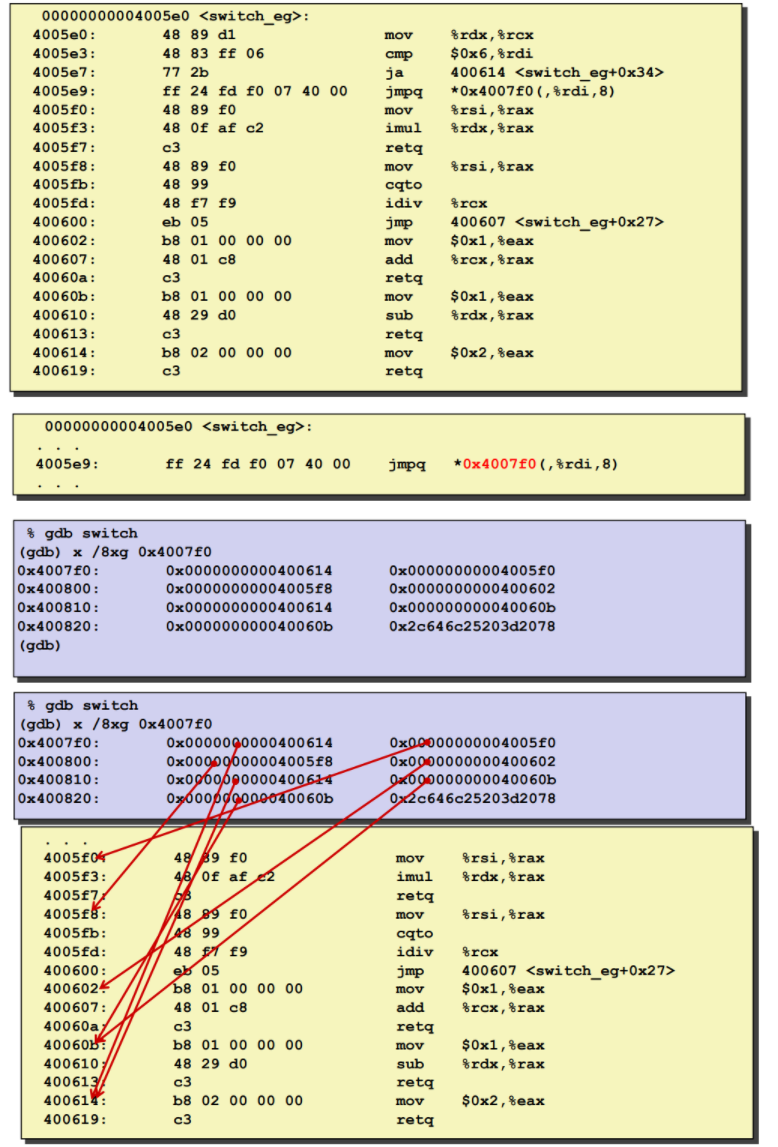 00000000004005e0 <switch_eg>:
4005e0: 48 89 d1 mov %rdx,%rcx
4005e3: 48 83 ff 06 cmp $0x6,%rdi
4005e7: 77 2b ja 400614 <switch_eg+0x34>
4005e9: ff 24 fd f0 07 40 00 jmpq *0x4007f0(,%rdi,8)
4005f0: 48 89 f0 mov %rsi,%rax
4005f3: 48 0f af c2 imul %rdx,%rax
4005f7: c3 retq
4005f8: 48 89 f0 mov %rsi,%rax
4005fb: 48 99 cqto
4005fd: 48 f7 f9 idiv %rcx
400600: eb 05 jmp 400607 <switch_eg+0x27>
400602: b8 01 00 00 00 mov $0x1,%eax
400607: 48 01 c8 add %rcx,%rax
40060a: c3 retq
40060b: b8 01 00 00 00 mov $0x1,%eax
400610: 48 29 d0 sub %rdx,%rax
400613: c3 retq
400614: b8 02 00 00 00 mov $0x2,%eax
400619: c3 retq
00000000004005e0 <switch_eg>:
. . .
4005e9: ff 24 fd f0 07 40 00 jmpq *0x4007f0(,%rdi,8)
. . .
% gdb switch
(gdb) x /8xg 0x4007f0
0x4007f0: 0x0000000000400614 0x00000000004005f0
0x400800: 0x00000000004005f8 0x0000000000400602
0x400810: 0x0000000000400614 0x000000000040060b
0x400820: 0x000000000040060b 0x2c646c25203d2078
(gdb)
% gdb switch
(gdb) x /8xg 0x4007f0
0x4007f0: 0x0000000000400614 0x00000000004005f0
0x400800: 0x00000000004005f8 0x0000000000400602
0x400810: 0x0000000000400614 0x000000000040060b
0x400820: 0x000000000040060b 0x2c646c25203d2078
. . .
4005f0: 48 89 f0 mov %rsi,%rax
4005f3: 48 0f af c2 imul %rdx,%rax
4005f7: c3 retq
4005f8: 48 89 f0 mov %rsi,%rax
4005fb: 48 99 cqto
4005fd: 48 f7 f9 idiv %rcx
400600: eb 05 jmp 400607 <switch_eg+0x27>
400602: b8 01 00 00 00 mov $0x1,%eax
400607: 48 01 c8 add %rcx,%rax
40060a: c3 retq
40060b: b8 01 00 00 00 mov $0x1,%eax
400610: 48 29 d0 sub %rdx,%rax
400613: c3 retq
400614: b8 02 00 00 00 mov $0x2,%eax
400619: c3 retq